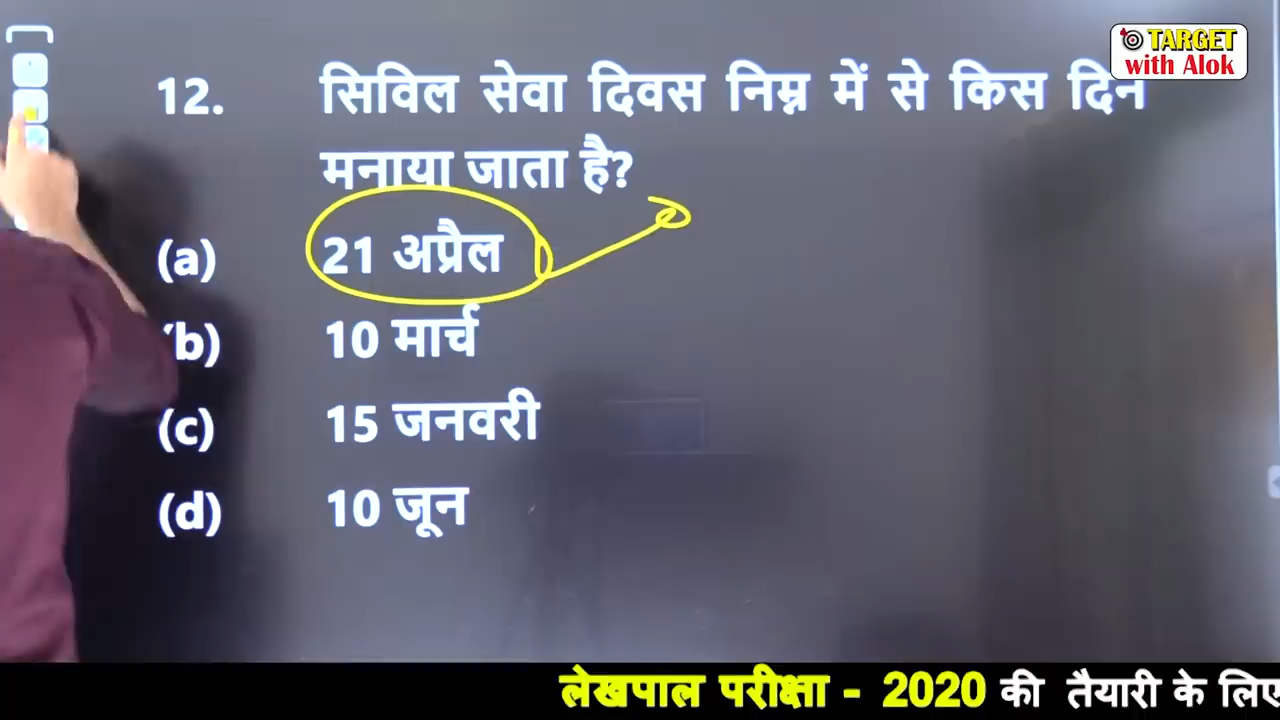 TARGET
with Alok
12. सिविल सेवा दिवस निम्न में से किस दिन
मनाया जाता है?
(a) 21 अप्रैल
(b) 10 मार्च
(c) 15 जनवरी
(d) 10 जून
लेखपाल परीक्षा - 2020 की तैयारी के लिए